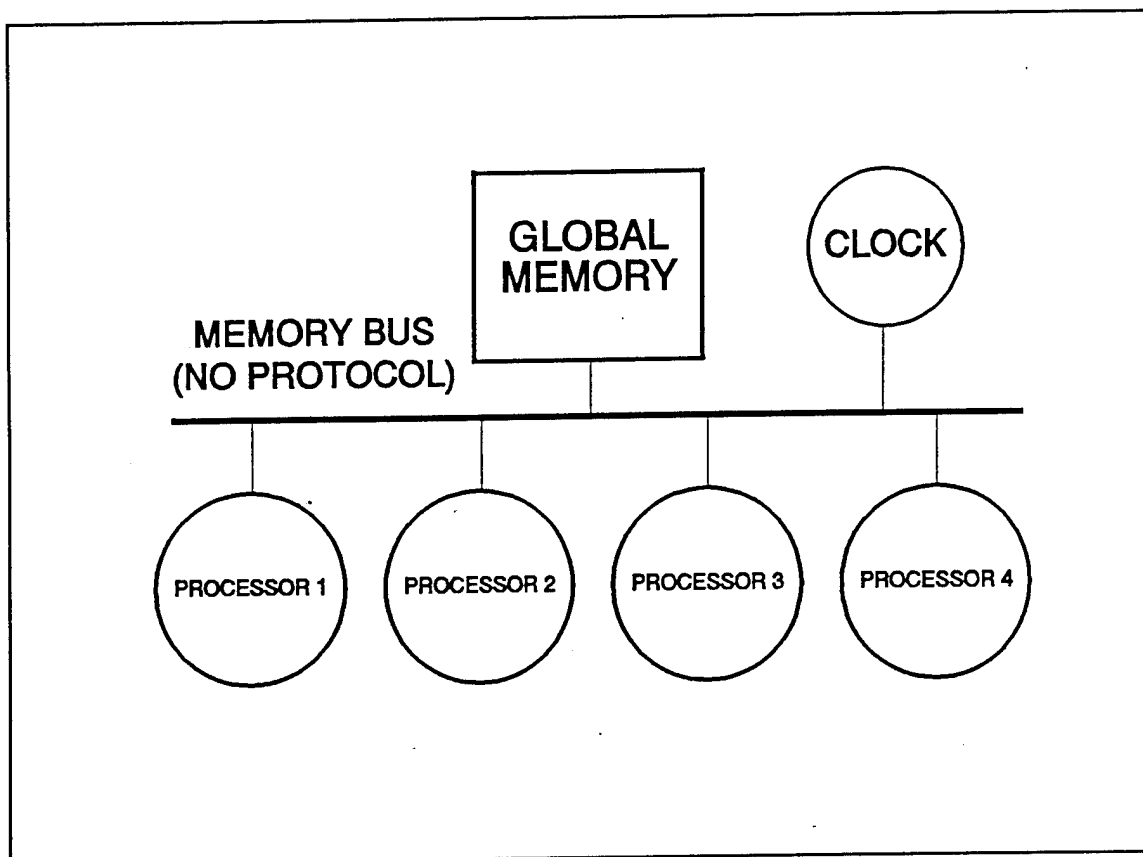 GLOBAL
MEMORY
CLOCK
MEMORY BUS
(NO PROTOCOL)
PROCESSOR 1
PROCESSOR 2
PROCESSOR 3
PROCESSOR 4